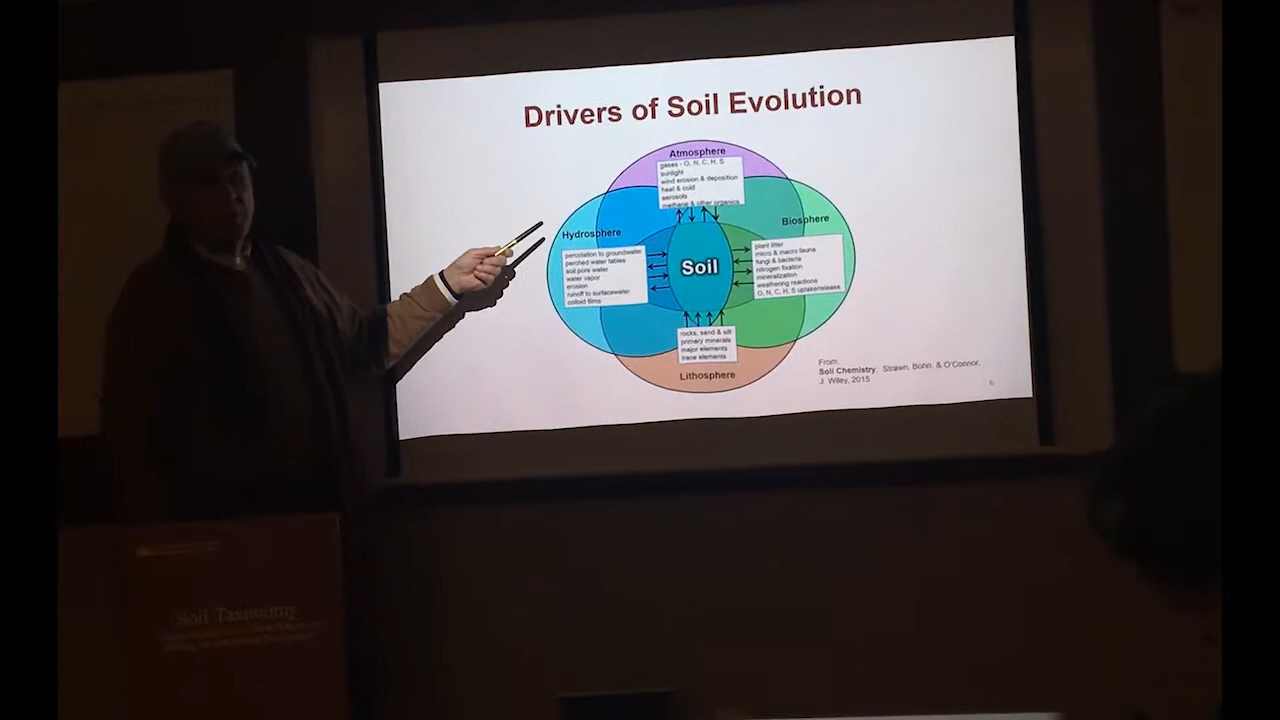 Drivers of Soil Evolution
Atmosphere
gases - O, N, C, H, S
sunlight
wind erosion & deposition
heat & cold
aerosols
methane & other organics
Hydrosphere
percolation to groundwater
perched water tables
soil pore water
water vapor
erosion
runoff to surfacewater
colloid films
Soil
Biosphere
plant litter
micro & macro fauna
fungi & bacteria
nitrogen fixation
mineralization
weathering reactions
O, N, C, H, S uptake/release
rocks, sand & silt
primary minerals
major elements
trace elements
Lithosphere
From.
Soil Chemistry, Strawn, Bohn, & O'Connor,
J. Wiley, 2015
Soil Taxonomy